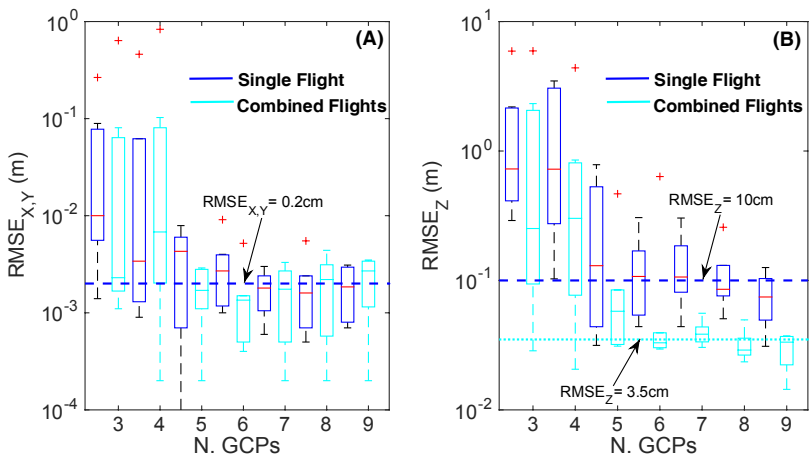 10^0
10^-1
10^-2
10^-3
10^-4
RMSE_X,Y (m)
(A)
Single Flight
Combined Flights
RMSE_X,Y = 0.2cm
3 4 5 6 7 8 9
N. GCPs
10^1
10^0
10^-1
10^-2
RMSE_Z (m)
(B)
Single Flight
Combined Flights
RMSE_Z = 10cm
RMSE_Z = 3.5cm
3 4 5 6 7 8 9
N. GCPs